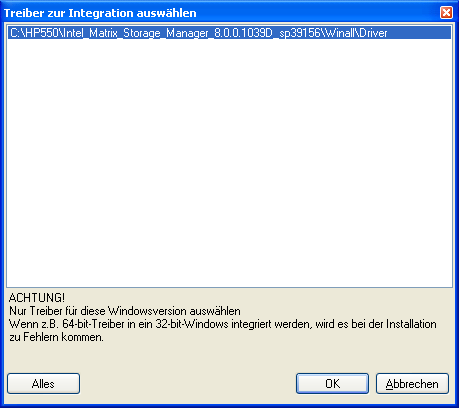 Treiber zur Integration auswählen
C:\HP550\Intel_Matrix_Storage_Manager_8.0.0.1039D_sp39156\Winall\Driver
ACHTUNG!
Nur Treiber für diese Windowsversion auswählen
Wenn z.B. 64-bit-Treiber in ein 32-bit-Windows integriert werden, wird es bei der Installation
zu Fehlern kommen.
Alles OK Abbrechen